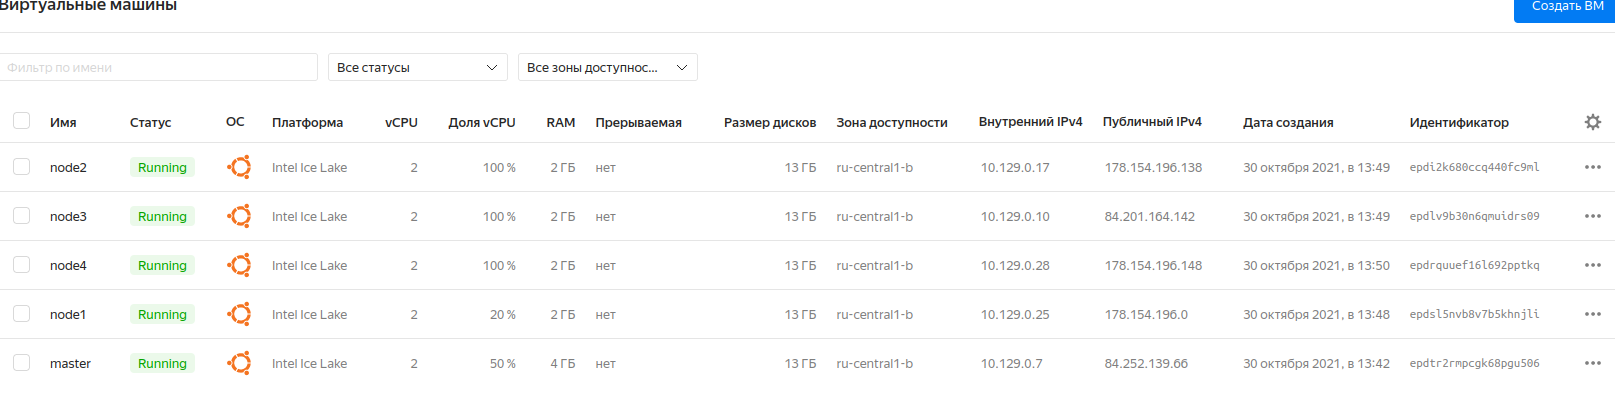 Виртуальные машины
Создать ВМ
Фильтр по имени
Все статусы
Все зоны доступнос...
Имя Статус ОС Платформа vCPU Доля vCPU RAM Прерываемая Размер дисков Зона доступности Внутренний IPv4 Публичный IPv4 Дата создания Идентификатор
node2 Running Intel Ice Lake 2 100 % 2 ГБ нет 13 ГБ ru-central1-b 10.129.0.17 178.154.196.138 30 октября 2021, в 13:49 epdi2k680ccq440fc9ml
node3 Running Intel Ice Lake 2 100 % 2 ГБ нет 13 ГБ ru-central1-b 10.129.0.10 84.201.164.142 30 октября 2021, в 13:49 epdlv9b30n6qmuidrs09
node4 Running Intel Ice Lake 2 100 % 2 ГБ нет 13 ГБ ru-central1-b 10.129.0.28 178.154.196.148 30 октября 2021, в 13:50 epdrquuef16l692pptkq
node1 Running Intel Ice Lake 2 20 % 2 ГБ нет 13 ГБ ru-central1-b 10.129.0.25 178.154.196.0 30 октября 2021, в 13:48 epdsl5nvb8v7b5khnjli
master Running Intel Ice Lake 2 50 % 4 ГБ нет 13 ГБ ru-central1-b 10.129.0.7 84.252.139.66 30 октября 2021, в 13:42 epdtr2rmpcgk68pgu506